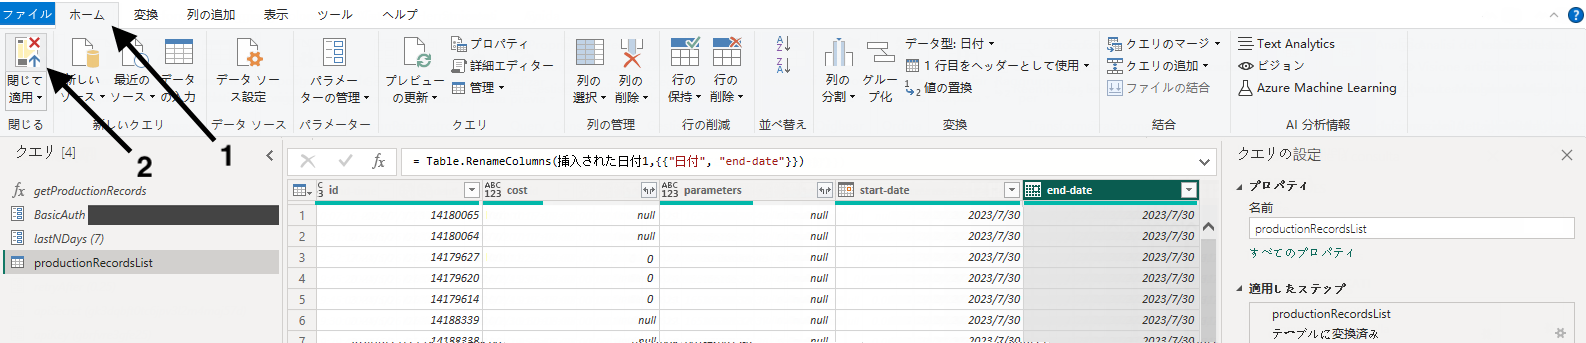 ファイル ホーム 変換 列の追加 表示 ツール ヘルプ
閉じて
適用
新しい
ソース
最近の
ソース
データ
の入力
データ ソー
ス設定
パラメー
ターの管理
プレビュー
の更新
プロパティ
詳細エディター
管理
列の
選択
列の
削除
行の
保持
行の
削除
列の
分割
グルー
プ化
データ型: 日付
1 行目をヘッダーとして使用
値の置換
クエリのマージ
クエリの追加
ファイルの結合
Text Analytics
ビジョン
Azure Machine Learning
閉じる 新しいクエリ データ ソース パラメーター クエリ 列の管理 行の削減 並べ替え 変換 結合 AI 分析情報
1
2
クエリ [4]
getProductionRecords
BasicAuth
lastNDays (7)
productionRecordsList
fx = Table.RenameColumns(挿入された日付1,{{"日付", "end-date"}})
id cost parameters start-date end-date
1 14180065 null null 2023/7/30 2023/7/30
2 14180064 null null 2023/7/30 2023/7/30
3 14179627 0 null 2023/7/30 2023/7/30
4 14179620 0 null 2023/7/30 2023/7/30
5 14179614 0 null 2023/7/30 2023/7/30
6 14188339 null null 2023/7/30 2023/7/30
7 14188338 null null 2023/7/30 2023/7/30
クエリの設定
プロパティ
名前
productionRecordsList
すべてのプロパティ
適用したステップ
productionRecordsList
テーブルに変換済み